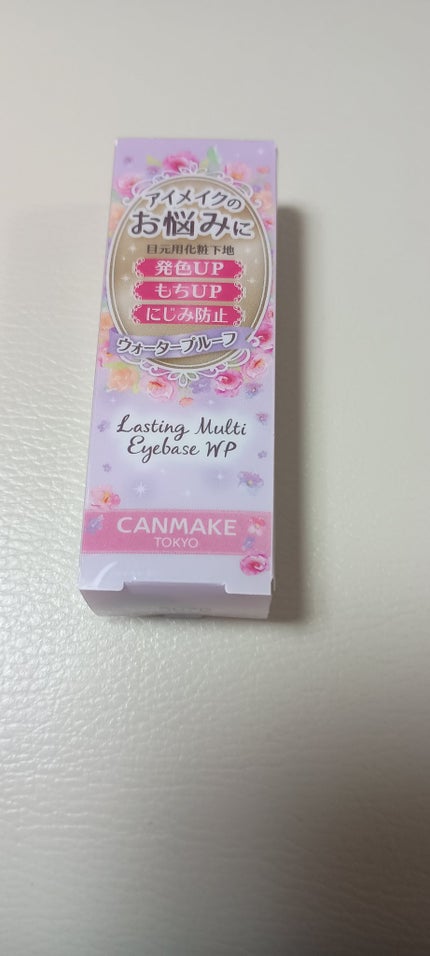 アイメイクの
お悩みに
目元用化粧下地
発色UP
もちUP
にじみ防止
ウォータープルーフ
Lasting Multi
Eyebase WP
CANMAKE
TOKYO